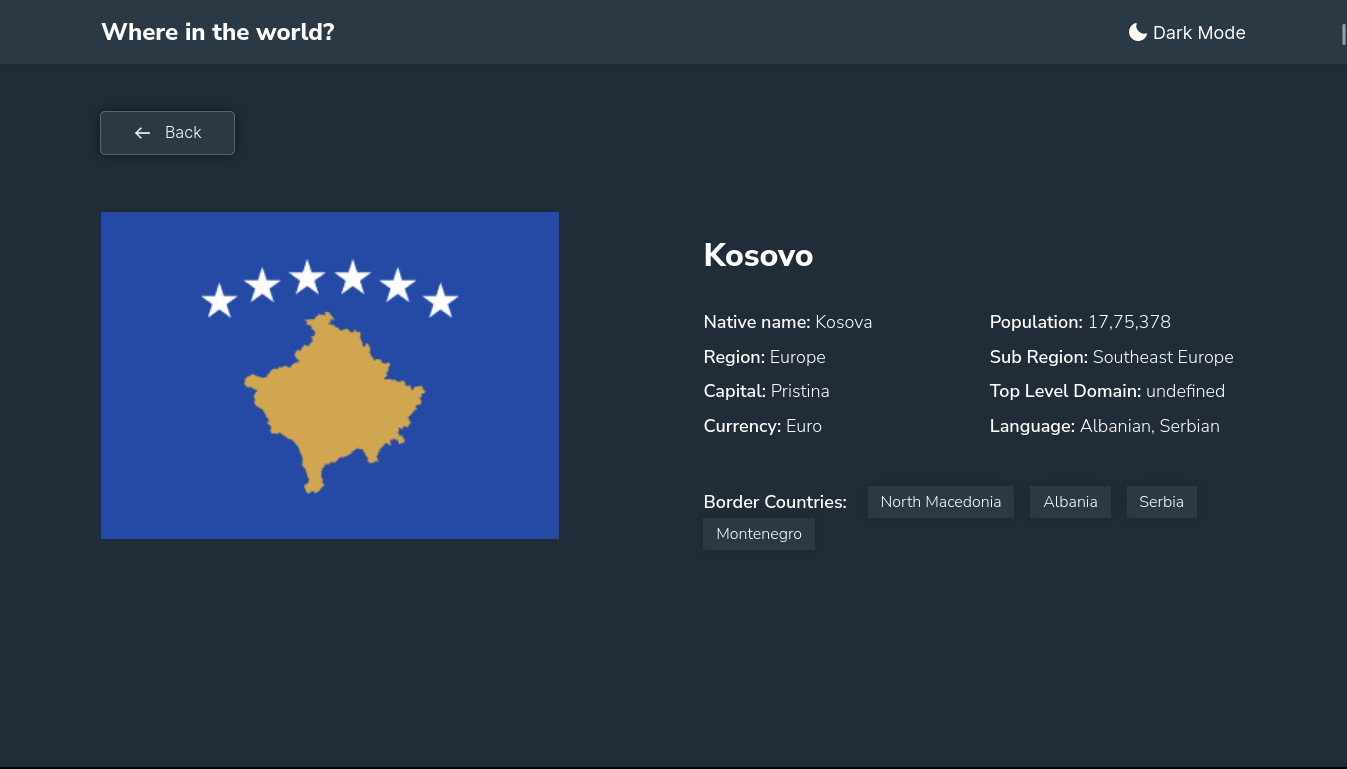 Where in the world?
Dark Mode
Back
Kosovo
Native name: Kosova
Region: Europe
Capital: Pristina
Currency: Euro
Population: 17,75,378
Sub Region: Southeast Europe
Top Level Domain: undefined
Language: Albanian, Serbian
Border Countries: North Macedonia Albania Serbia
Montenegro